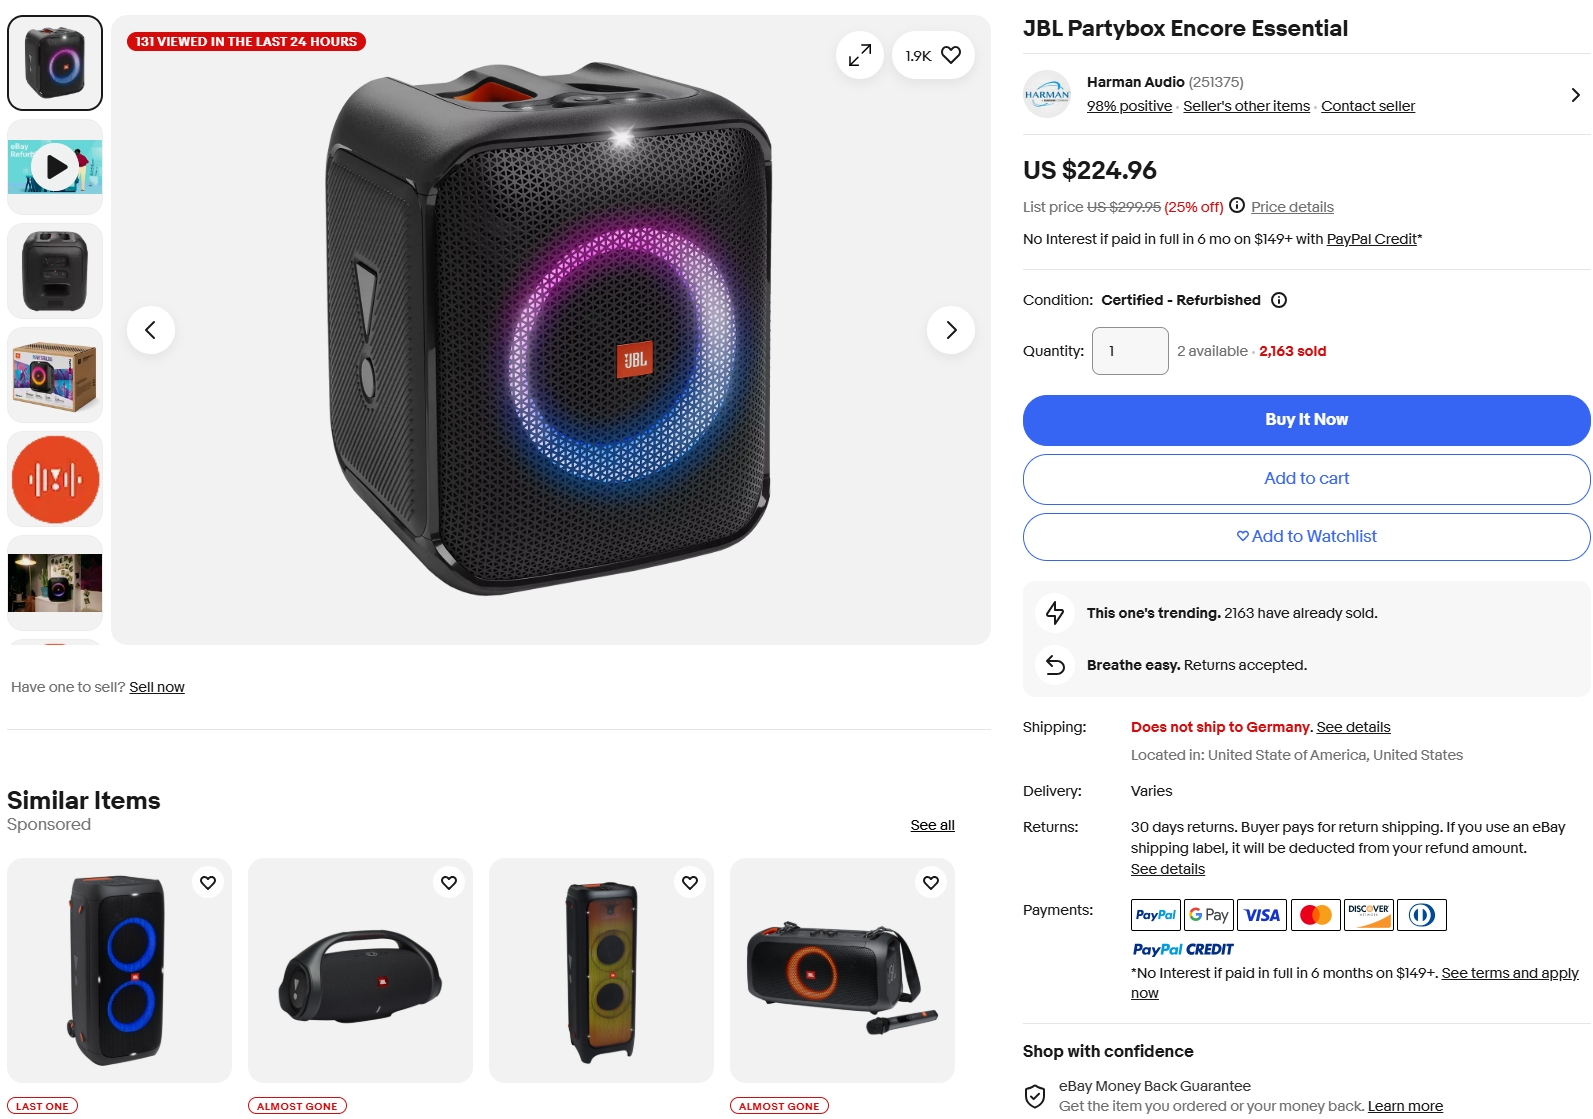 131 VIEWED IN THE LAST 24 HOURS
1.9K
JBL
eBay
HARMAN
Have one to sell? Sell now
Similar Items
Sponsored
See all
LAST ONE
ALMOST GONE
ALMOST GONE
JBL Partybox Encore Essential
Harman Audio (251375)
98% positive · Seller's other items · Contact seller
US $224.96
List price US $299.95 (25% off) Price details
No Interest if paid in full in 6 mo on $149+ with PayPal Credit*
Condition: Certified - Refurbished
Quantity: 1 2 available · 2,163 sold
Buy It Now
Add to cart
Add to Watchlist
This one's trending. 2163 have already sold.
Breathe easy. Returns accepted.
Shipping: Does not ship to Germany. See details
Located in: United State of America, United States
Delivery: Varies
Returns: 30 days returns. Buyer pays for return shipping. If you use an eBay
shipping label, it will be deducted from your refund amount.
See details
Payments: PayPal G Pay VISA DISCOVER
PayPal CREDIT
*No Interest if paid in full in 6 months on $149+. See terms and apply
now
Shop with confidence
eBay Money Back Guarantee
Get the item you ordered or your money back. Learn more